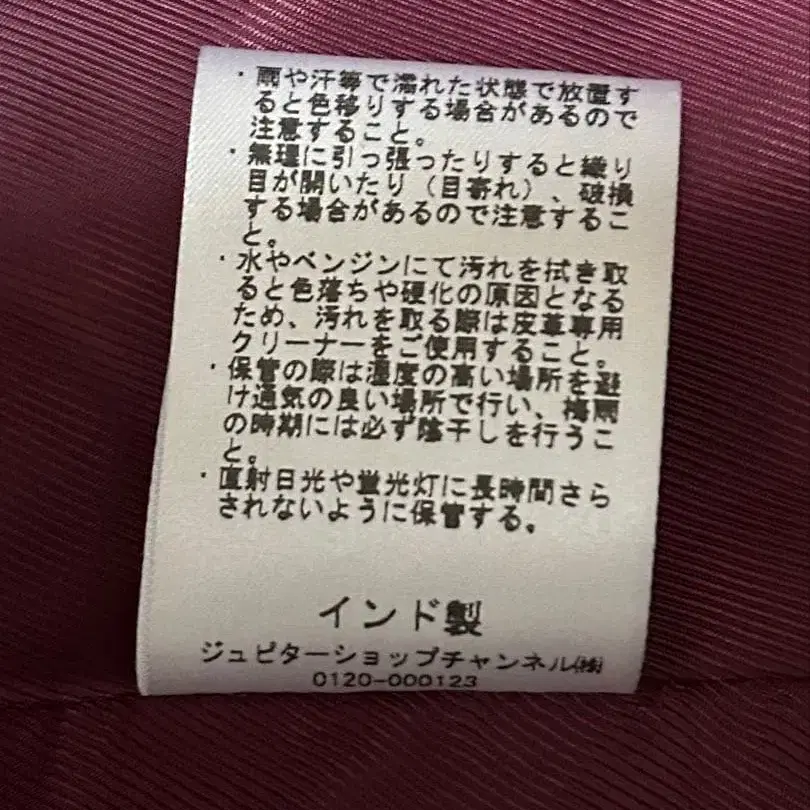 ・雨や汗等で濡れた状態で放置す
ると色移りする場合があるので
注意すること。
・無理に引っ張ったりすると織り
目が開いたり（目寄れ）、破損
する場合があるので注意するこ
と。
・水やベンジンにて汚れを拭き取
ると色落ちや硬化の原因となる
ため、汚れを取る際は皮革専用
クリーナーをご使用すること。
・保管の際は湿度の高い場所を避
け通気の良い場所で行い、梅雨
の時期には必ず陰干しを行うこ
と。
・直射日光や蛍光灯に長時間さら
されないように保管する。
インド製
ジュピターショップチャンネル㈱
0120-000123